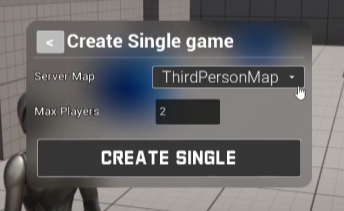 < Create Single game
Server Map ThirdPersonMap
Max Players 2
CREATE SINGLE